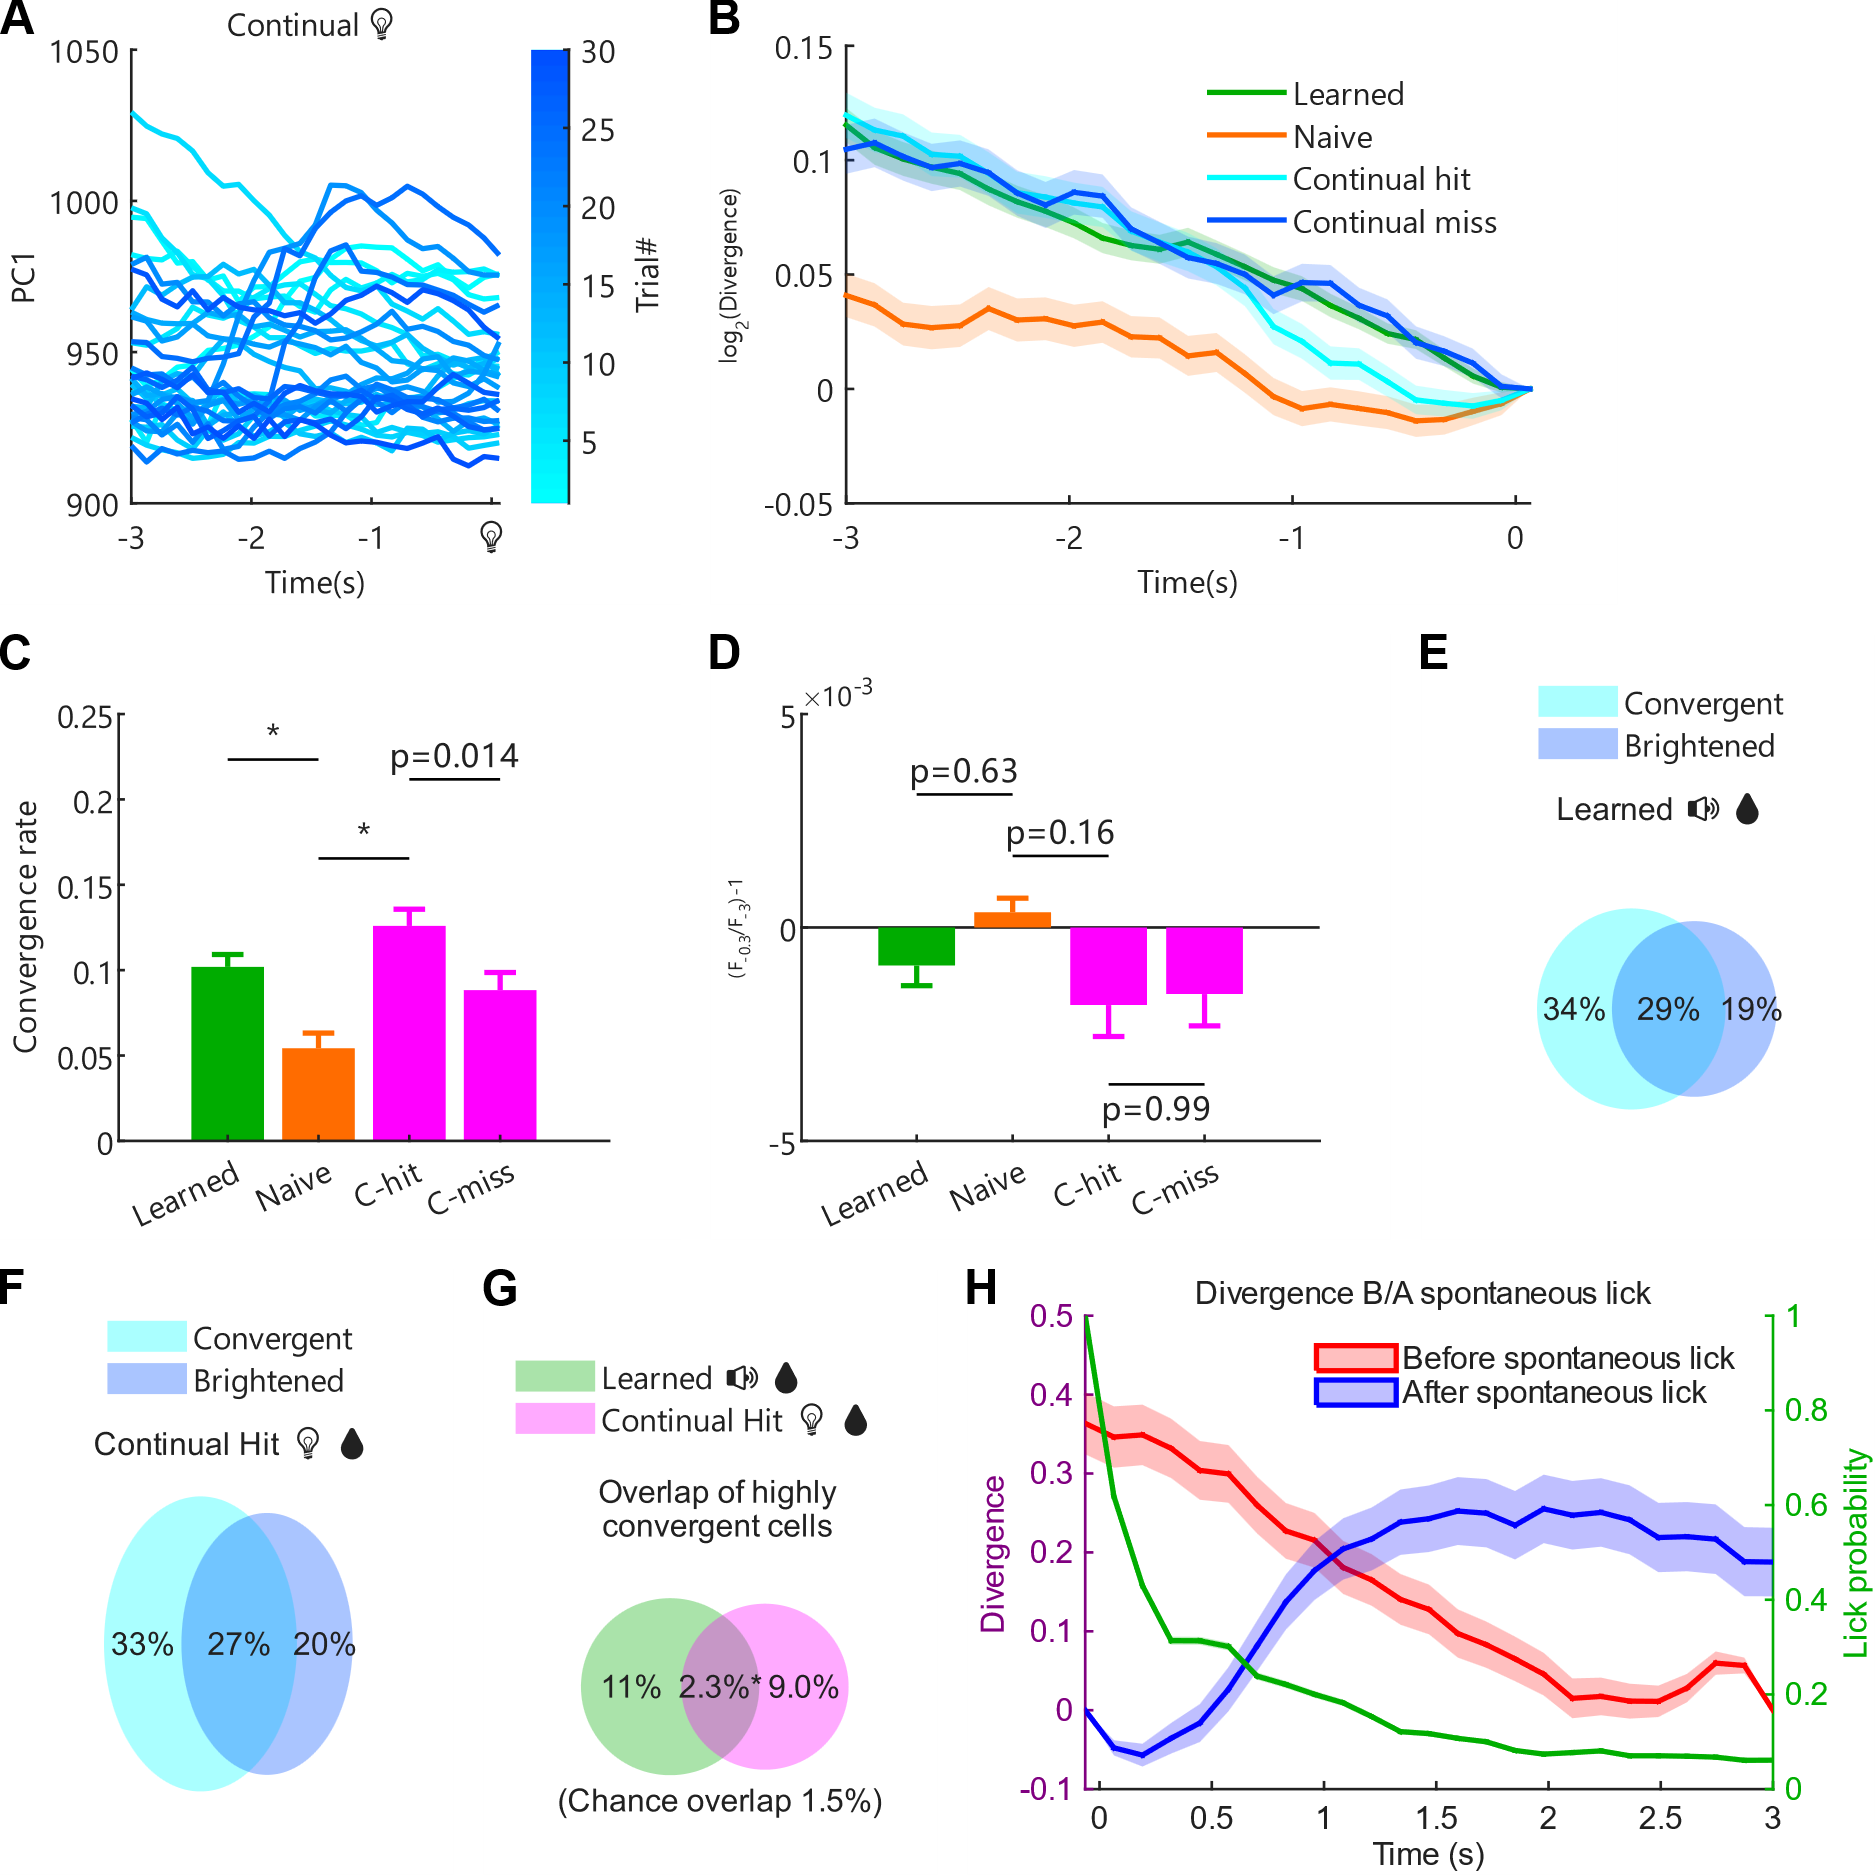 A
Continual
1050
1000
950
900
PC1
-3
-2
-1
Time(s)
30
25
20
15
10
5
Trial#
B
0.15
0.1
0.05
0
-0.05
log2(Divergence)
Learned
Naive
Continual hit
Continual miss
-3
-2
-1
0
Time(s)
C
0.25
0.2
0.15
0.1
0.05
0
Convergence rate
*
*
p=0.014
Learned
Naive
C-hit
C-miss
D
×10-3
5
0
-5
(F-0.3/F-3)-1
p=0.63
p=0.16
p=0.99
Learned
Naive
C-hit
C-miss
E
Convergent
Brightened
Learned
34% 29% 19%
F
Convergent
Brightened
Continual Hit
33% 27% 20%
G
Learned
Continual Hit
Overlap of highly
convergent cells
11% 2.3%* 9.0%
(Chance overlap 1.5%)
H
Divergence B/A spontaneous lick
Before spontaneous lick
After spontaneous lick
0.5
0.4
0.3
0.2
0.1
0
-0.1
Divergence
1
0.8
0.6
0.4
0.2
0
Lick probability
0
0.5
1
1.5
2
2.5
3
Time (s)